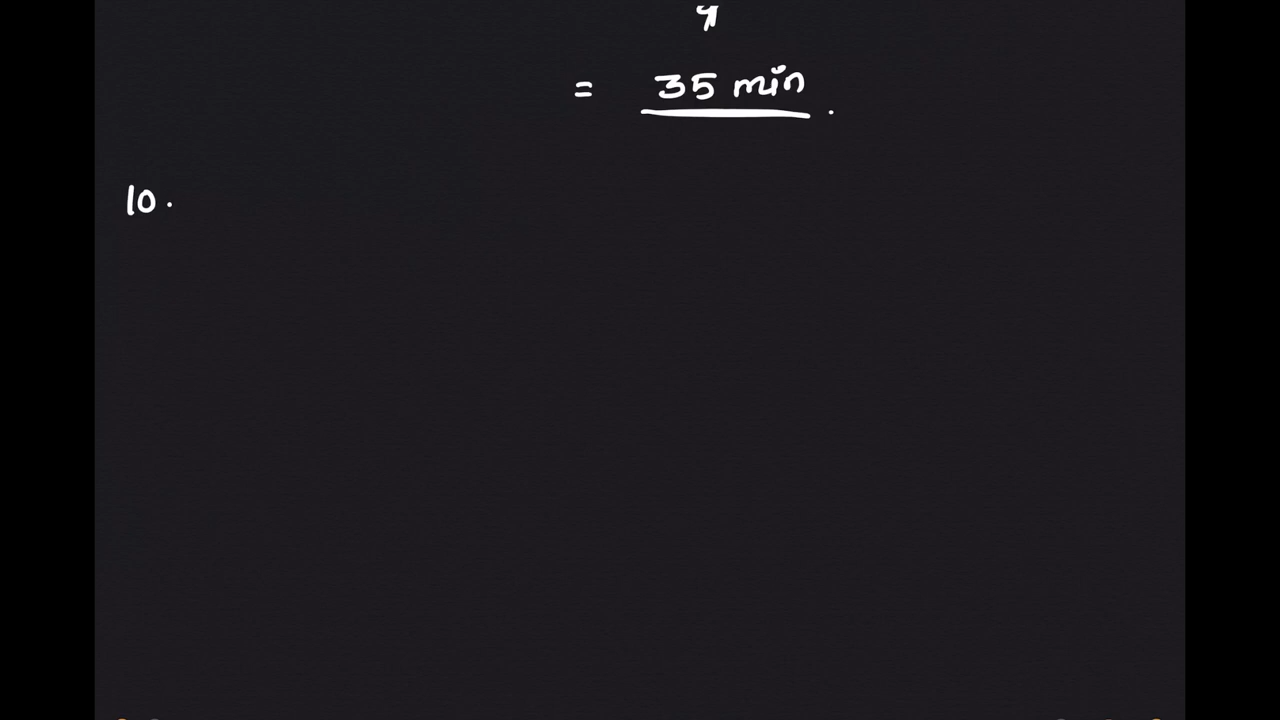 = 35 min .
10.